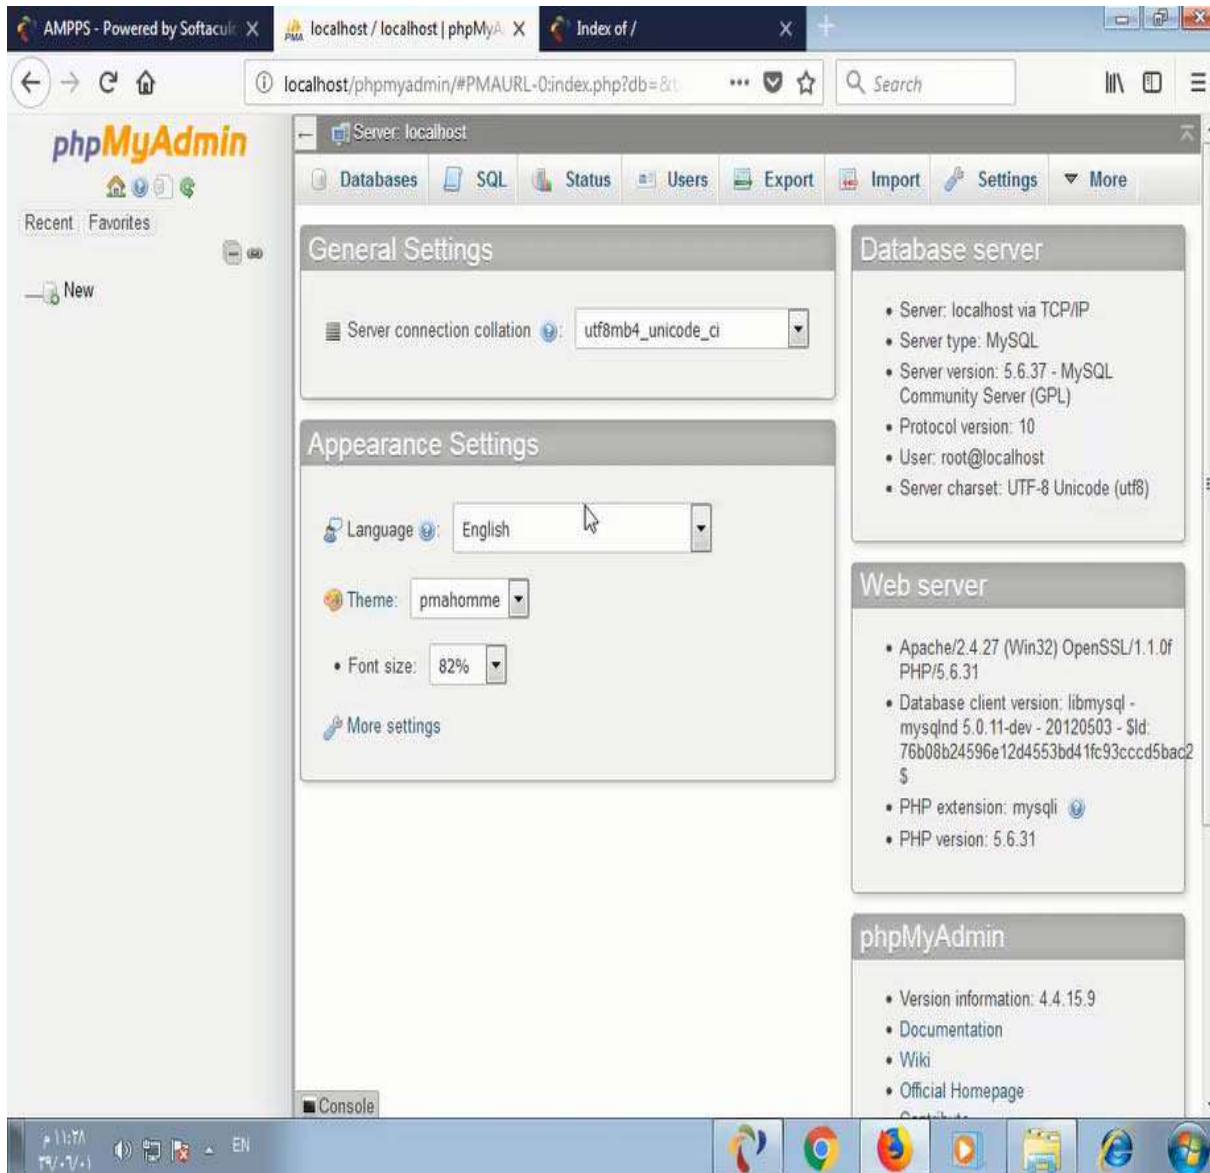 AMPPS - Powered by Softacul
localhost / localhost | phpMyA
Index of /
localhost/phpmyadmin/#PMAURL-0:index.php?db=&t
Search
phpMyAdmin
Recent Favorites
New
Server: localhost
Databases SQL Status Users Export Import Settings More
General Settings
Server connection collation : utf8mb4_unicode_ci
Appearance Settings
Language : English
Theme: pmahomme
• Font size: 82%
More settings
Database server
• Server: localhost via TCP/IP
• Server type: MySQL
• Server version: 5.6.37 - MySQL
Community Server (GPL)
• Protocol version: 10
• User: root@localhost
• Server charset: UTF-8 Unicode (utf8)
Web server
• Apache/2.4.27 (Win32) OpenSSL/1.1.0f
PHP/5.6.31
• Database client version: libmysql -
mysqlnd 5.0.11-dev - 20120503 - $Id:
76b08b24596e12d4553bd41fc93cccd5bac2
$
• PHP extension: mysqli
• PHP version: 5.6.31
phpMyAdmin
• Version information: 4.4.15.9
• Documentation
• Wiki
• Official Homepage
Console
١١:٢٨ م
EN